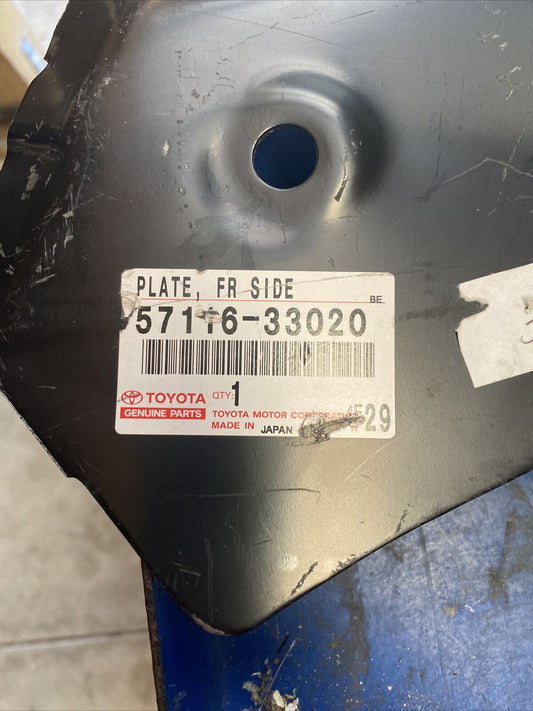 PLATE, FR SIDE
BE
57116-33020
TOYOTA QTY: 1
GENUINE PARTS TOYOTA MOTOR CORPORATION
MADE IN JAPAN 29